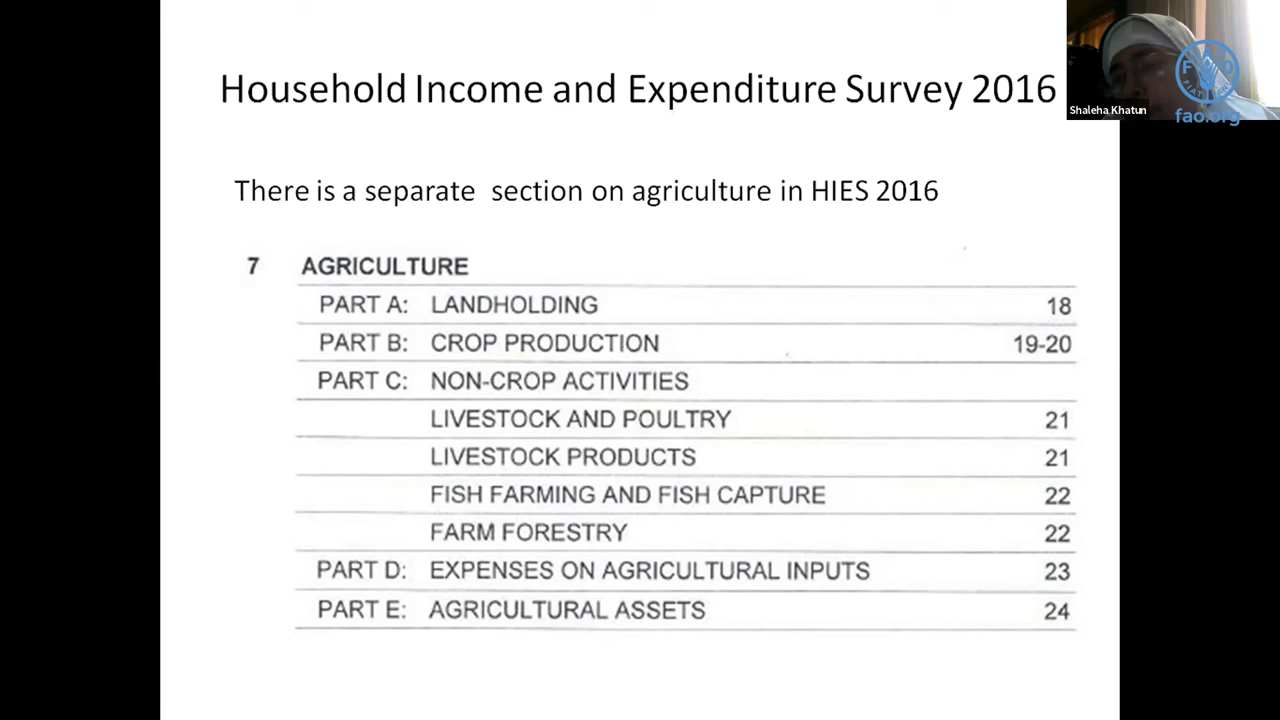 Household Income and Expenditure Survey 2016
Shaleha Khatun
FAO
FIAT PANIS
fao.org
There is a separate section on agriculture in HIES 2016
7 AGRICULTURE
PART A: LANDHOLDING 18
PART B: CROP PRODUCTION 19-20
PART C: NON-CROP ACTIVITIES
LIVESTOCK AND POULTRY 21
LIVESTOCK PRODUCTS 21
FISH FARMING AND FISH CAPTURE 22
FARM FORESTRY 22
PART D: EXPENSES ON AGRICULTURAL INPUTS 23
PART E: AGRICULTURAL ASSETS 24